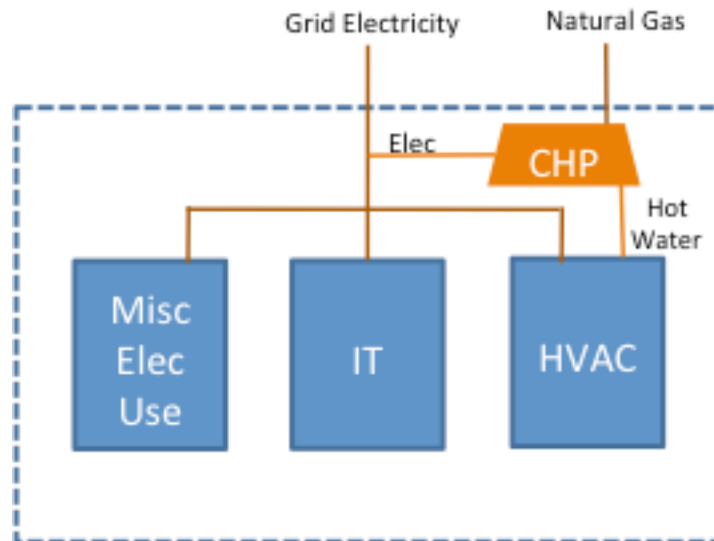 Grid Electricity
Natural Gas
Elec
CHP
Hot
Water
Misc
Elec
Use
IT
HVAC